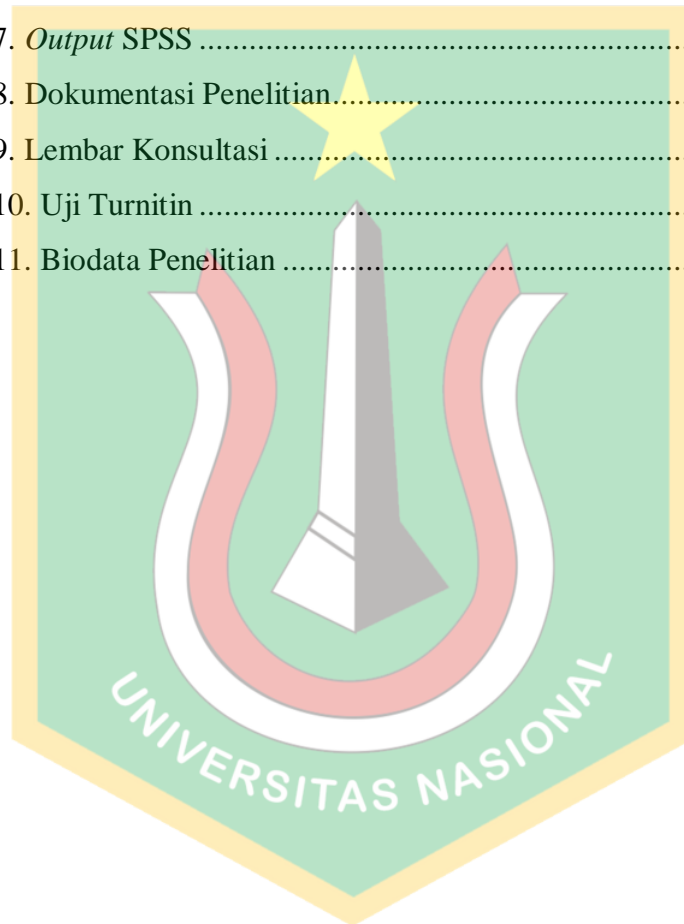 7. Output SPSS ....................................................................
8. Dokumentasi Penelitian....................................................
9. Lembar Konsultasi ...........................................................
10. Uji Turnitin ....................................................................
11. Biodata Penelitian ..........................................................
UNIVERSITAS NASIONAL